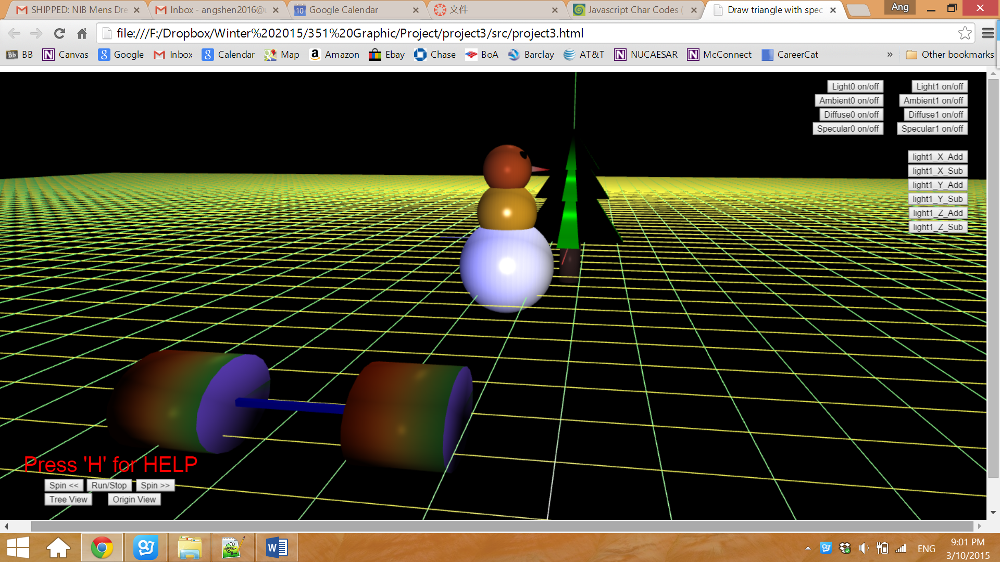 SHIPPED: NIB Mens Dre
Inbox - angshen2016@u
10 Google Calendar
文件
Javascript Char Codes (
Draw triangle with spec
Ang
file:///F:/Dropbox/Winter%202015/351%20Graphic/Project/project3/src/project3.html
Bb BB
N Canvas
g Google
Inbox
g Calendar
Map
a Amazon
Ebay
Chase
BoA
Barclay
AT&T
N NUCAESAR
N McConnect
CareerCat
»
Other bookmarks
Light0 on/off Light1 on/off
Ambient0 on/off Ambient1 on/off
Diffuse0 on/off Diffuse1 on/off
Specular0 on/off Specular1 on/off
light1_X_Add
light1_X_Sub
light1_Y_Add
light1_Y_Sub
light1_Z_Add
light1_Z_Sub
Press 'H' for HELP
Spin << Run/Stop Spin >>
Tree View Origin View
W
ENG
9:01 PM
3/10/2015